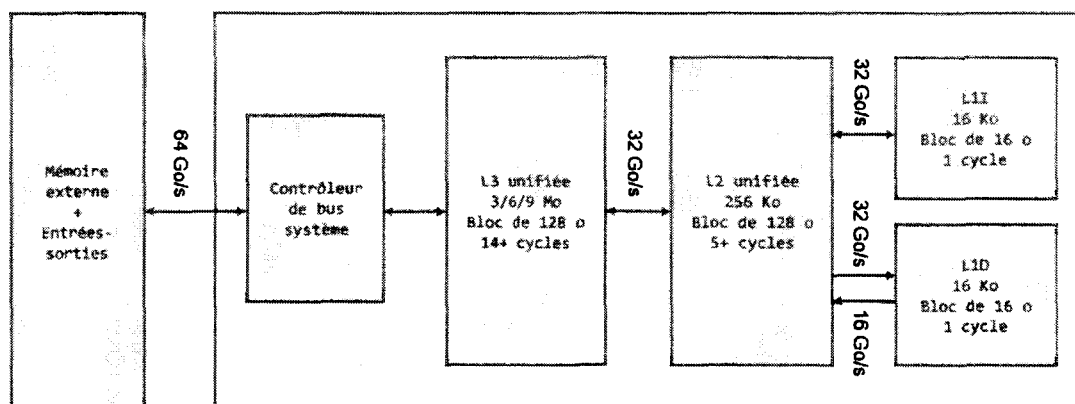 Mémoire
externe
+
Entrées-
sorties
64 Go/s
Contrôleur
de bus
système
L3 unifiée
3/6/9 Mo
Bloc de 128 o
14+ cycles
32 Go/s
L2 unifiée
256 Ko
Bloc de 128 o
5+ cycles
32 Go/s
L1I
16 Ko
Bloc de 16 o
1 cycle
32 Go/s
16 Go/s
L1D
16 Ko
Bloc de 16 o
1 cycle